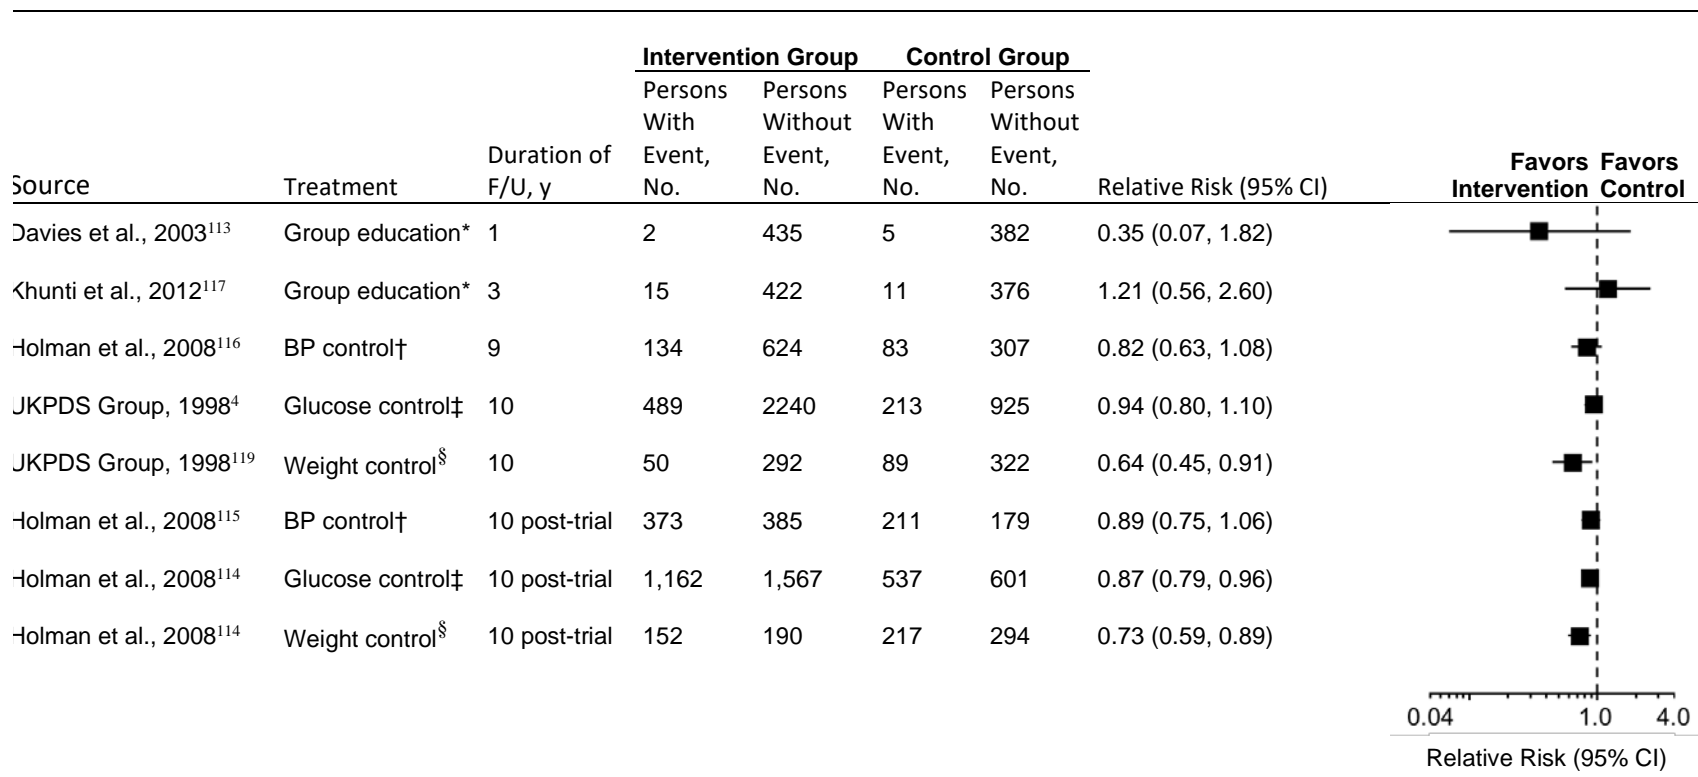 Intervention Group Control Group
Persons Persons Persons Persons
With Without With Without
Duration of Event, Event, Event, Event, Favors Favors
Source Treatment F/U, y No. No. No. No. Relative Risk (95% CI) Intervention Control
Davies et al., 2003113 Group education* 1 2 435 5 382 0.35 (0.07, 1.82)
Khunti et al., 2012117 Group education* 3 15 422 11 376 1.21 (0.56, 2.60)
Holman et al., 2008116 BP control† 9 134 624 83 307 0.82 (0.63, 1.08)
UKPDS Group, 19984 Glucose control‡ 10 489 2240 213 925 0.94 (0.80, 1.10)
UKPDS Group, 1998119 Weight control§ 10 50 292 89 322 0.64 (0.45, 0.91)
Holman et al., 2008115 BP control† 10 post-trial 373 385 211 179 0.89 (0.75, 1.06)
Holman et al., 2008114 Glucose control‡ 10 post-trial 1,162 1,567 537 601 0.87 (0.79, 0.96)
Holman et al., 2008114 Weight control§ 10 post-trial 152 190 217 294 0.73 (0.59, 0.89)
0.04 1.0 4.0
Relative Risk (95% CI)